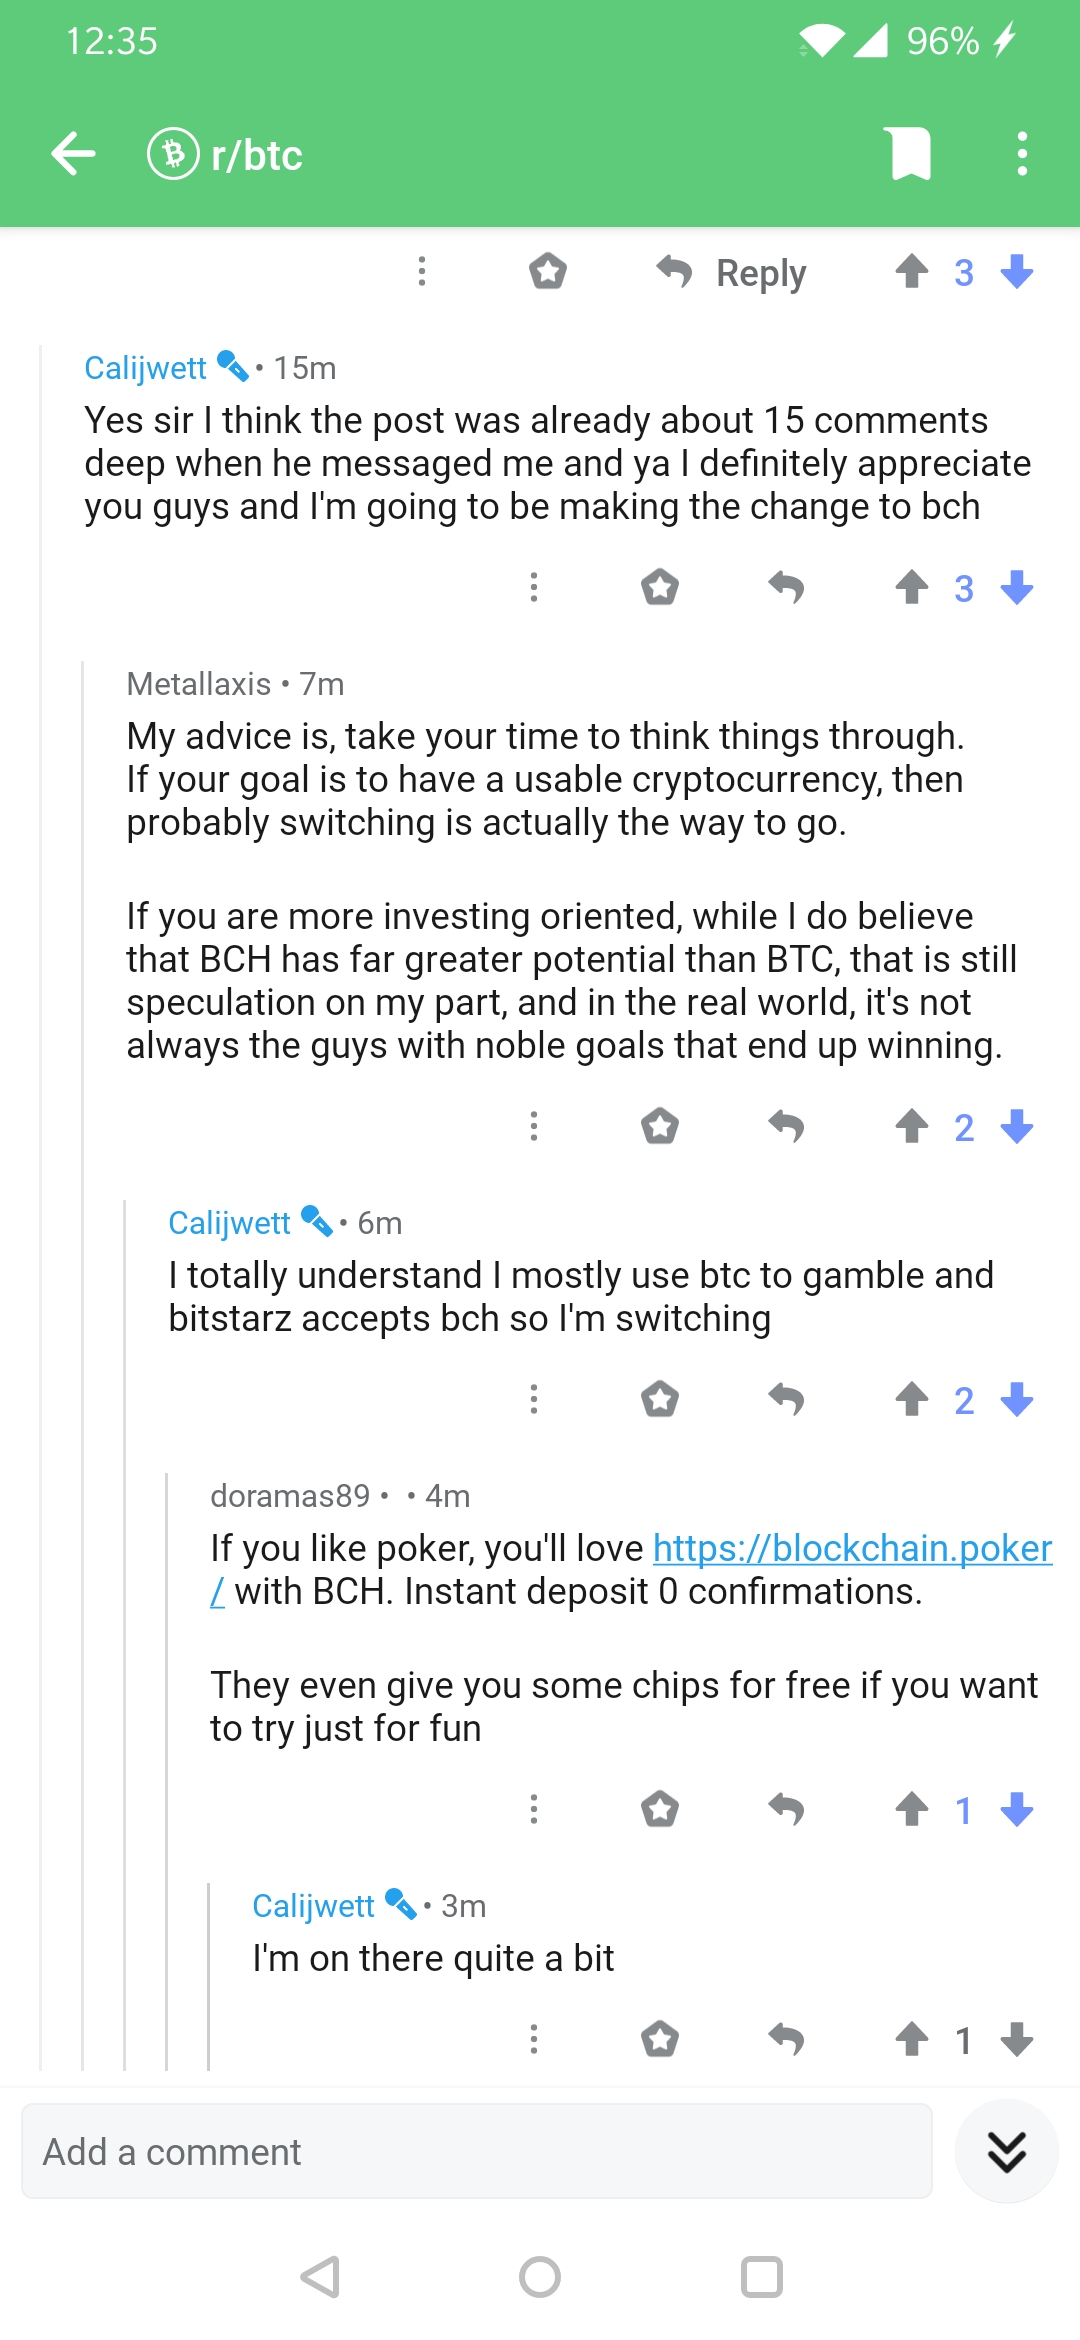 12:35
96%
r/btc
Reply
3
Calijwett • 15m
Yes sir I think the post was already about 15 comments
deep when he messaged me and ya I definitely appreciate
you guys and I'm going to be making the change to bch
3
Metallaxis • 7m
My advice is, take your time to think things through.
If your goal is to have a usable cryptocurrency, then
probably switching is actually the way to go.
If you are more investing oriented, while I do believe
that BCH has far greater potential than BTC, that is still
speculation on my part, and in the real world, it's not
always the guys with noble goals that end up winning.
2
Calijwett • 6m
I totally understand I mostly use btc to gamble and
bitstarz accepts bch so I'm switching
2
doramas89 • • 4m
If you like poker, you'll love https://blockchain.poker
/ with BCH. Instant deposit 0 confirmations.
They even give you some chips for free if you want
to try just for fun
1
Calijwett • 3m
I'm on there quite a bit
1
Add a comment